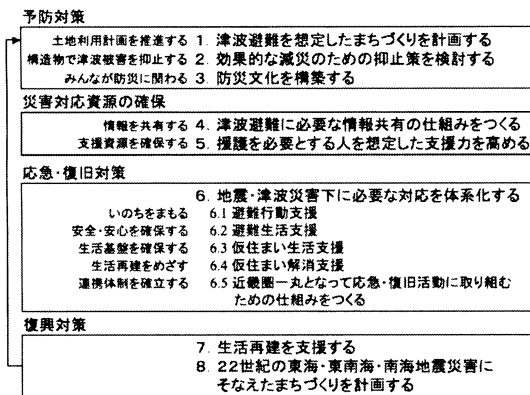 予防対策
土地利用計画を推進する 1. 津波避難を想定したまちづくりを計画する
構造物で津波被害を抑止する 2. 効果的な減災のための抑止策を検討する
みんなが防災に関わる 3. 防災文化を構築する
災害対応資源の確保
情報を共有する 4. 津波避難に必要な情報共有の仕組みをつくる
支援資源を確保する 5. 援護を必要とする人を想定した支援力を高める
応急・復旧対策
6. 地震・津波災害下に必要な対応を体系化する
いのちをまもる 6.1 避難行動支援
安全・安心を確保する 6.2 避難生活支援
生活基盤を確保する 6.3 仮住まい生活支援
生活再建をめざす 6.4 仮住まい解消支援
連携体制を確立する 6.5 近畿圏一丸となって応急・復旧活動に取り組む
ための仕組みをつくる
復興対策
7. 生活再建を支援する
8. 22世紀の東海・東南海・南海地震災害に
そなえたまちづくりを計画する